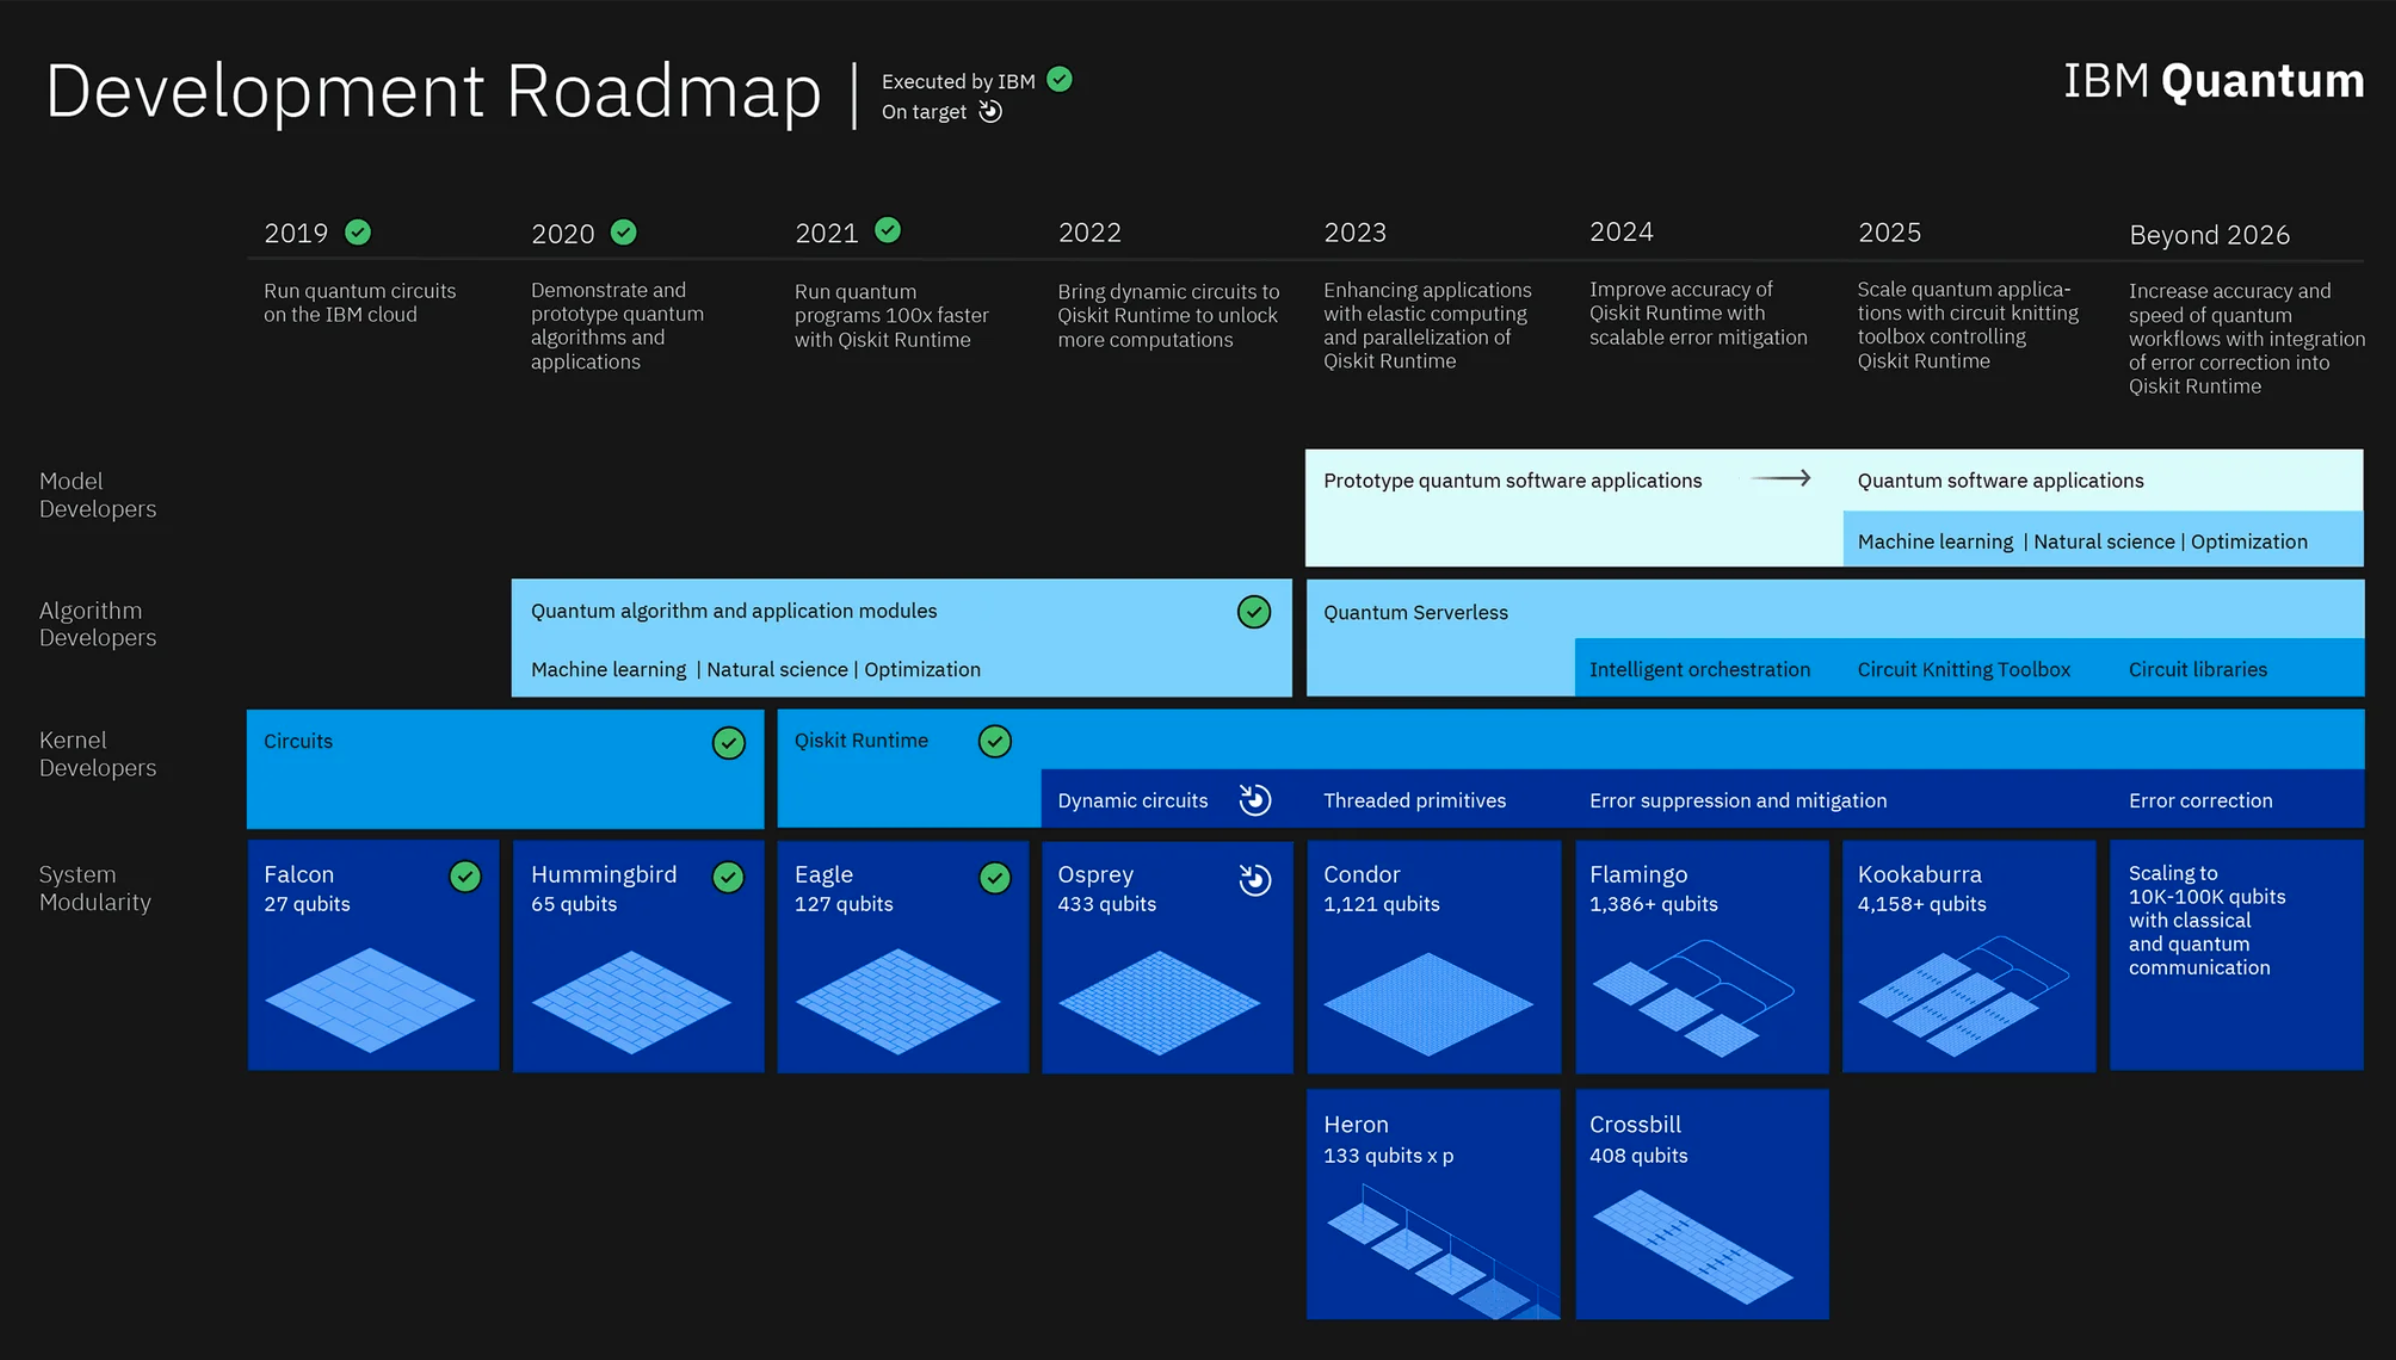 Development Roadmap
Executed by IBM
On target
IBM Quantum
2019
2020
2021
2022
2023
2024
2025
Beyond 2026
Run quantum circuits
on the IBM cloud
Demonstrate and
prototype quantum
algorithms and
applications
Run quantum
programs 100x faster
with Qiskit Runtime
Bring dynamic circuits to
Qiskit Runtime to unlock
more computations
Enhancing applications
with elastic computing
and parallelization of
Qiskit Runtime
Improve accuracy of
Qiskit Runtime with
scalable error mitigation
Scale quantum applica-
tions with circuit knitting
toolbox controlling
Qiskit Runtime
Increase accuracy and
speed of quantum
workflows with integration
of error correction into
Qiskit Runtime
Model
Developers
Prototype quantum software applications
Quantum software applications
Machine learning | Natural science | Optimization
Algorithm
Developers
Quantum algorithm and application modules
Machine learning | Natural science | Optimization
Quantum Serverless
Intelligent orchestration
Circuit Knitting Toolbox
Circuit libraries
Kernel
Developers
Circuits
Qiskit Runtime
Dynamic circuits
Threaded primitives
Error suppression and mitigation
Error correction
System
Modularity
Falcon
27 qubits
Hummingbird
65 qubits
Eagle
127 qubits
Osprey
433 qubits
Condor
1,121 qubits
Flamingo
1,386+ qubits
Kookaburra
4,158+ qubits
Scaling to
10K-100K qubits
with classical
and quantum
communication
Heron
133 qubits x p
Crossbill
408 qubits